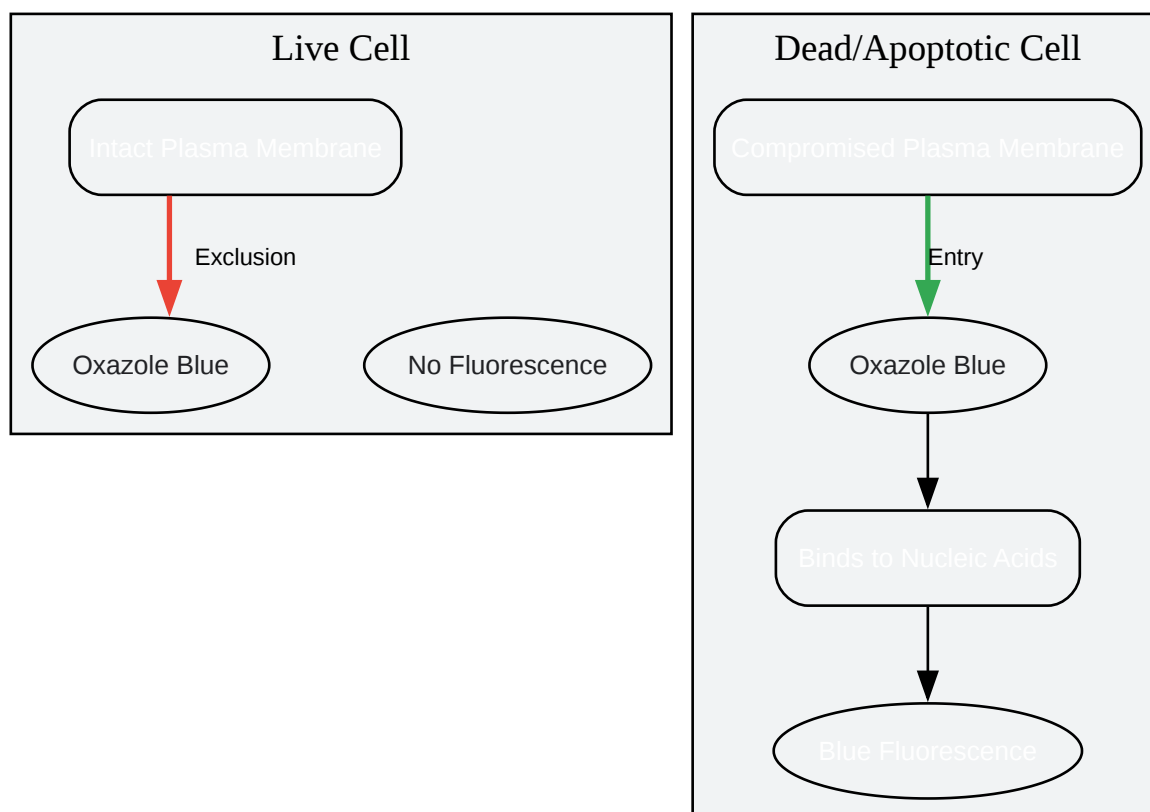 Live Cell
Intact Plasma Membrane
Exclusion
Oxazole Blue
No Fluorescence
Dead/Apoptotic Cell
Compromised Plasma Membrane
Entry
Oxazole Blue
Binds to Nucleic Acids
Blue Fluorescence